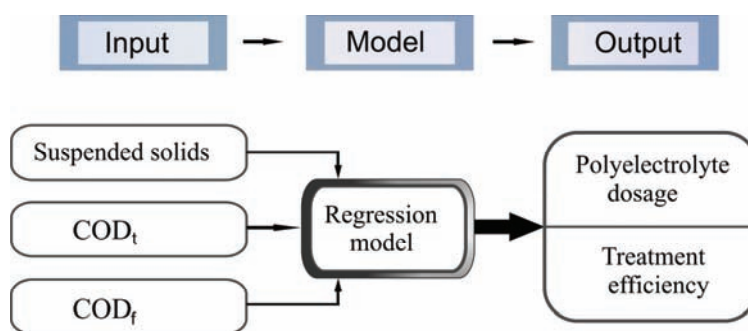 Input
Model
Output
Suspended solids
CODt
CODf
Regression
model
Polyelectrolyte
dosage
Treatment
efficiency